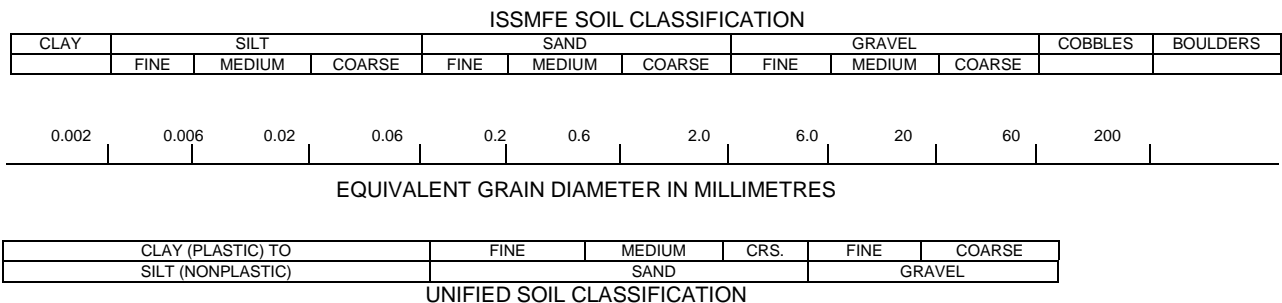 ISSMFE SOIL CLASSIFICATION
CLAY SILT SAND GRAVEL COBBLES BOULDERS
FINE MEDIUM COARSE FINE MEDIUM COARSE FINE MEDIUM COARSE
0.002 0.006 0.02 0.06 0.2 0.6 2.0 6.0 20 60 200
EQUIVALENT GRAIN DIAMETER IN MILLIMETRES
CLAY (PLASTIC) TO FINE MEDIUM CRS. FINE COARSE
SILT (NONPLASTIC) SAND GRAVEL
UNIFIED SOIL CLASSIFICATION